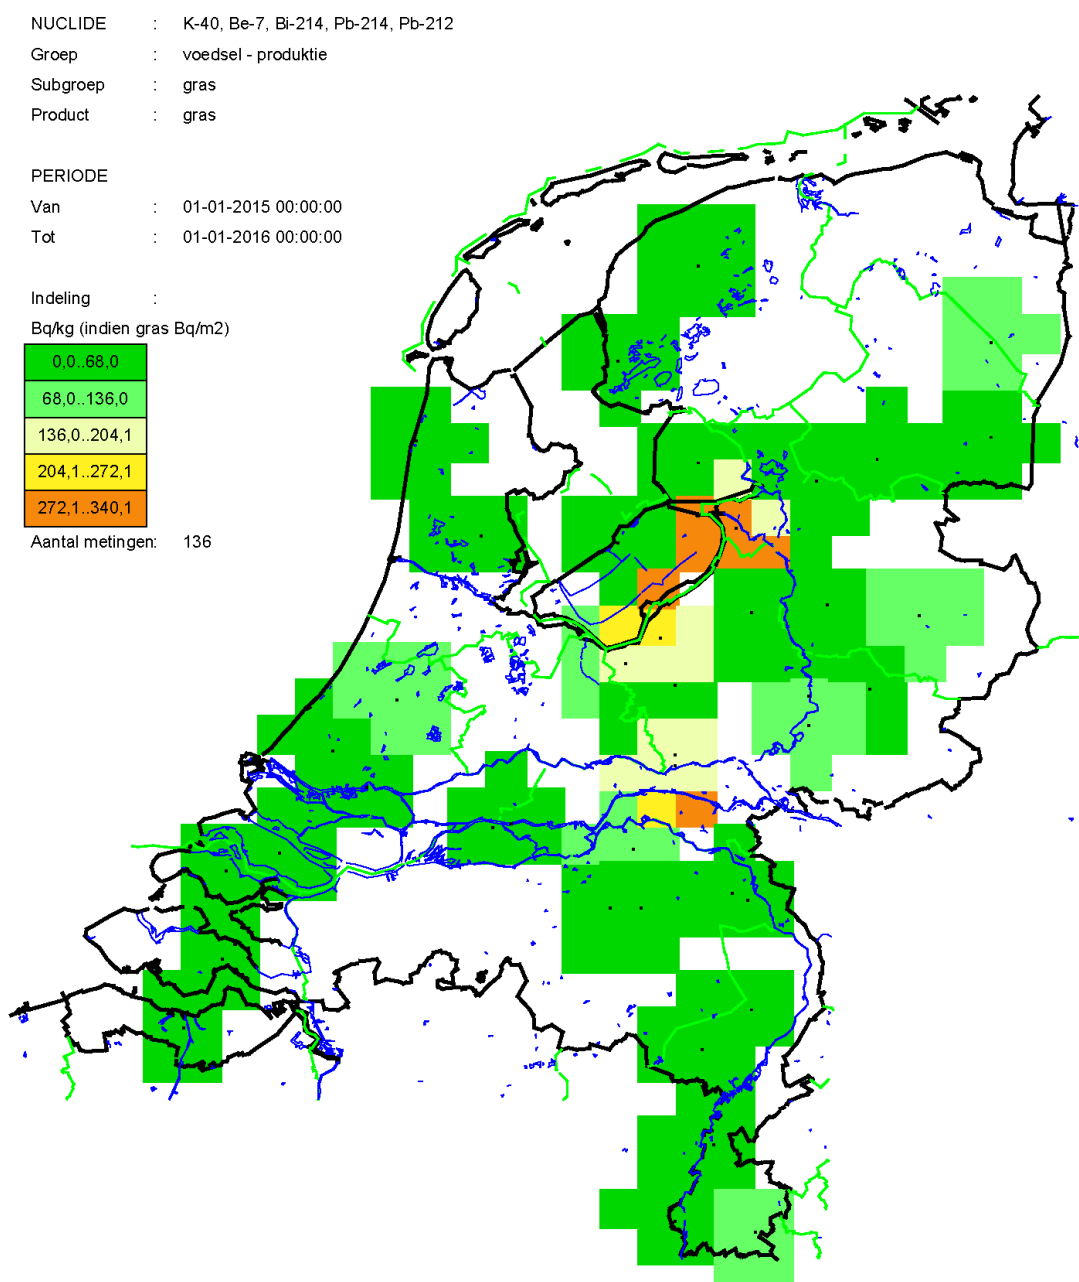 NUCLIDE : K-40, Be-7, Bi-214, Pb-214, Pb-212
Groep : voedsel - produktie
Subgroep : gras
Product : gras
PERIODE
Van : 01-01-2015 00:00:00
Tot : 01-01-2016 00:00:00
Indeling :
Bq/kg (indien gras Bq/m2)
0,0..68,0
68,0..136,0
136,0..204,1
204,1..272,1
272,1..340,1
Aantal metingen: 136